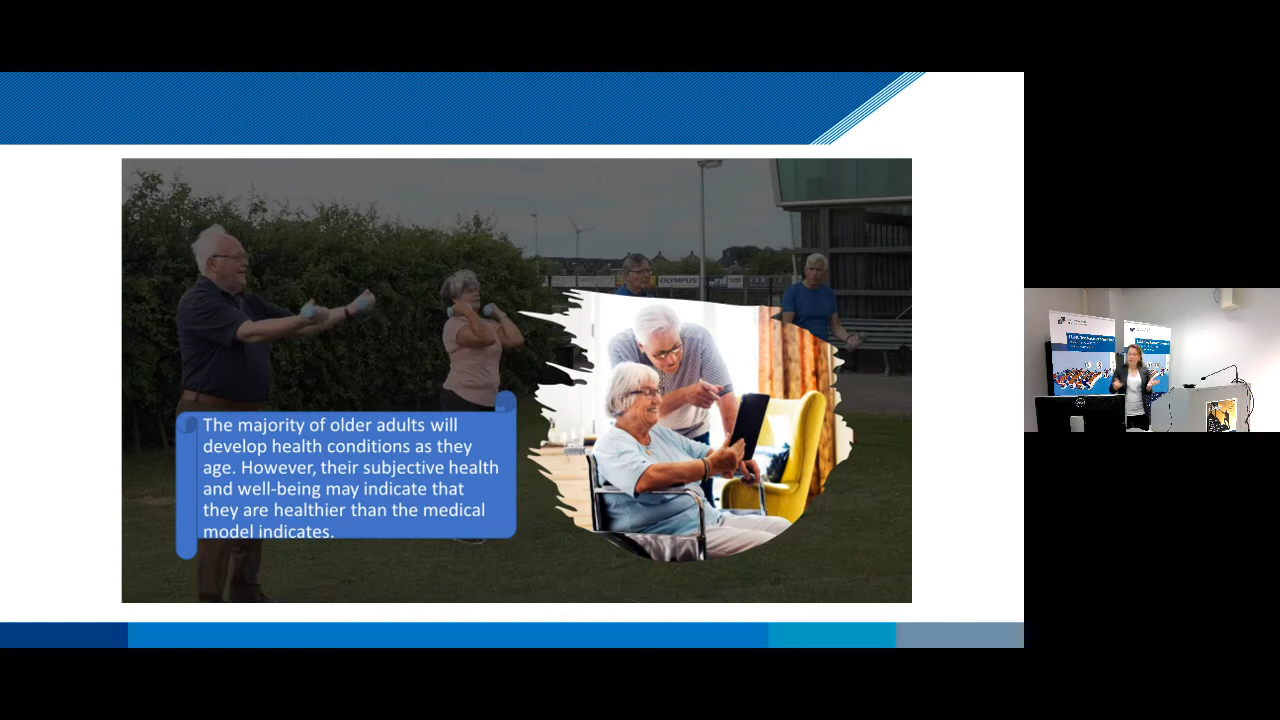 OLYMPUS
The majority of older adults will
develop health conditions as they
age. However, their subjective health
and well-being may indicate that
they are healthier than the medical
model indicates.